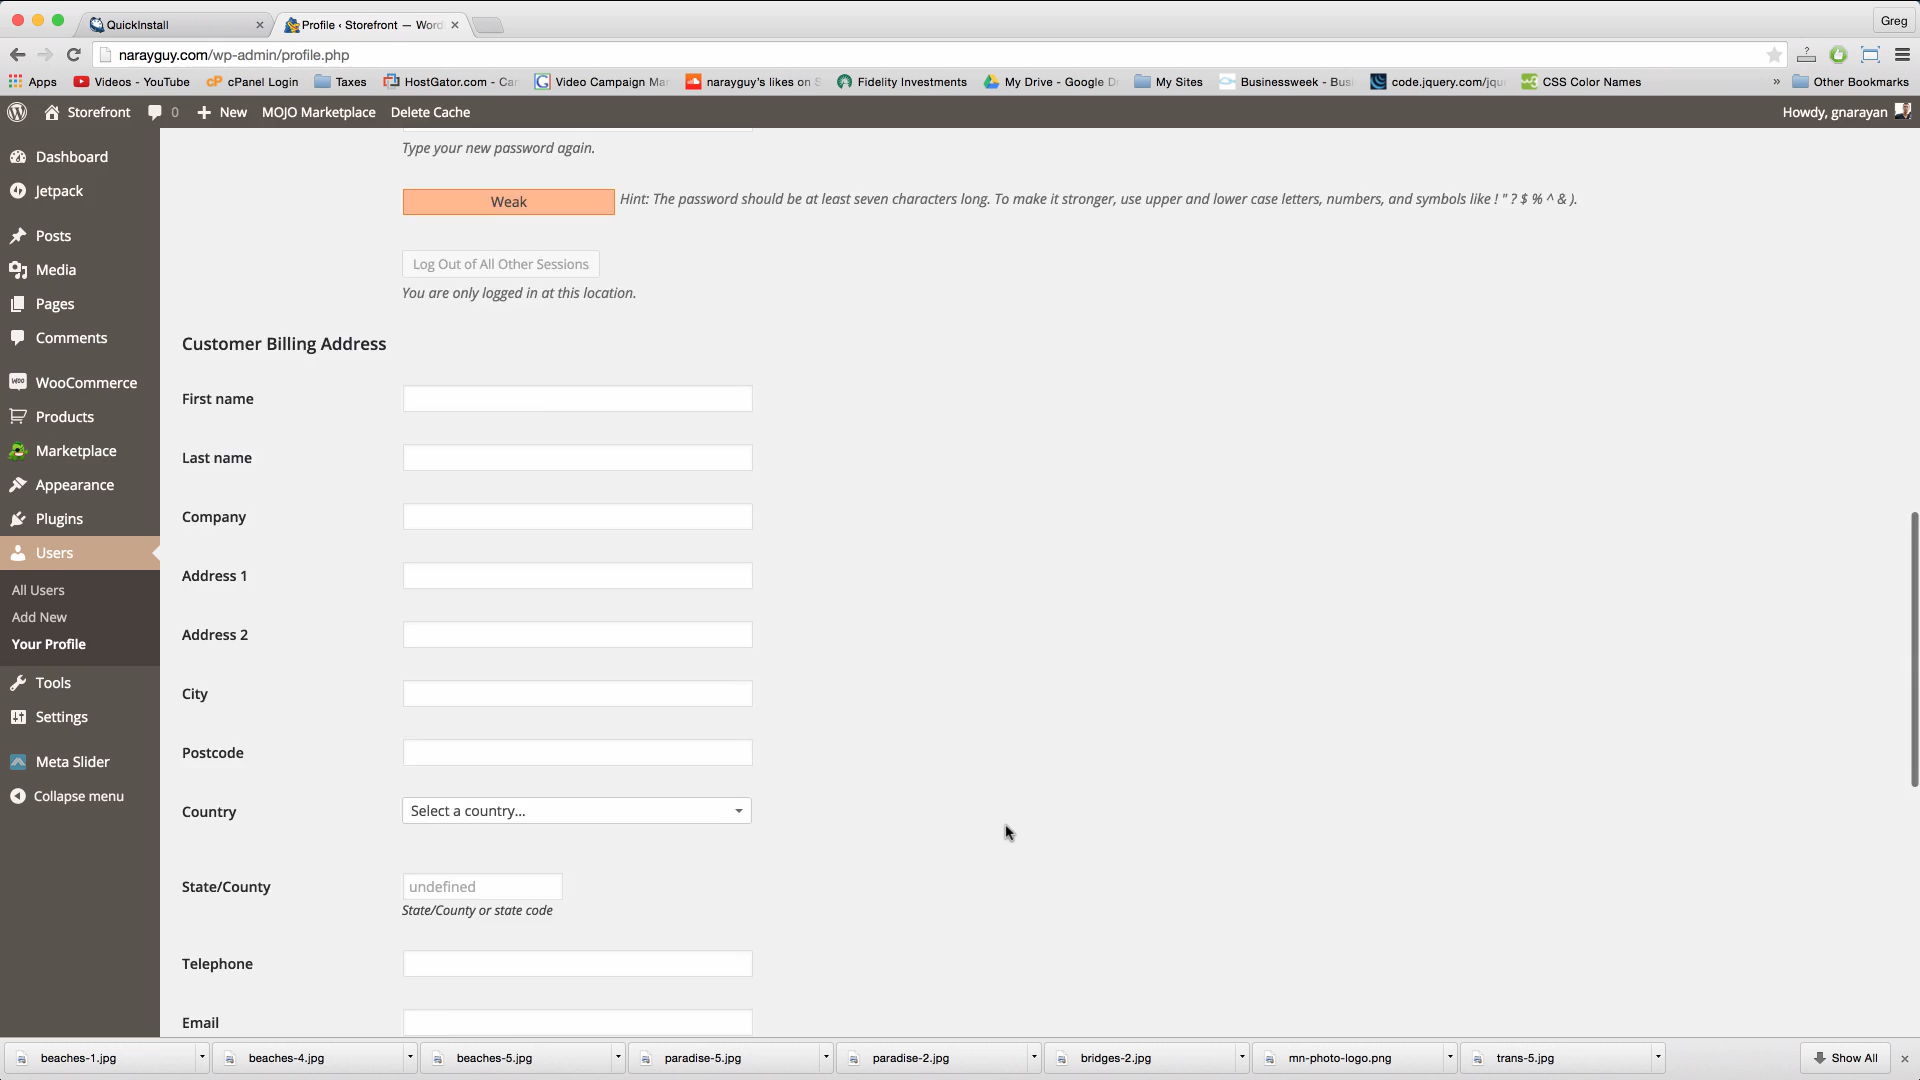 QuickInstall
Profile ‹ Storefront — Word
Greg
narayguy.com/wp-admin/profile.php
Apps
Videos - YouTube
cPanel Login
Taxes
HostGator.com - Car
Video Campaign Mar
narayguy's likes on S
Fidelity Investments
My Drive - Google D
My Sites
Businessweek - Busi
code.jquery.com/jqu
CSS Color Names
»
Other Bookmarks
Storefront
0
New
MOJO Marketplace
Delete Cache
Howdy, gnarayan
Dashboard
Jetpack
Posts
Media
Pages
Comments
WooCommerce
Products
Marketplace
Appearance
Plugins
Users
All Users
Add New
Your Profile
Tools
Settings
Meta Slider
Collapse menu
Type your new password again.
Weak
Hint: The password should be at least seven characters long. To make it stronger, use upper and lower case letters, numbers, and symbols like ! " ? $ % ^ & ).
Log Out of All Other Sessions
You are only logged in at this location.
Customer Billing Address
First name
Last name
Company
Address 1
Address 2
City
Postcode
Country
Select a country...
State/County
undefined
State/County or state code
Telephone
Email
beaches-1.jpg
beaches-4.jpg
beaches-5.jpg
paradise-5.jpg
paradise-2.jpg
bridges-2.jpg
mn-photo-logo.png
trans-5.jpg
Show All